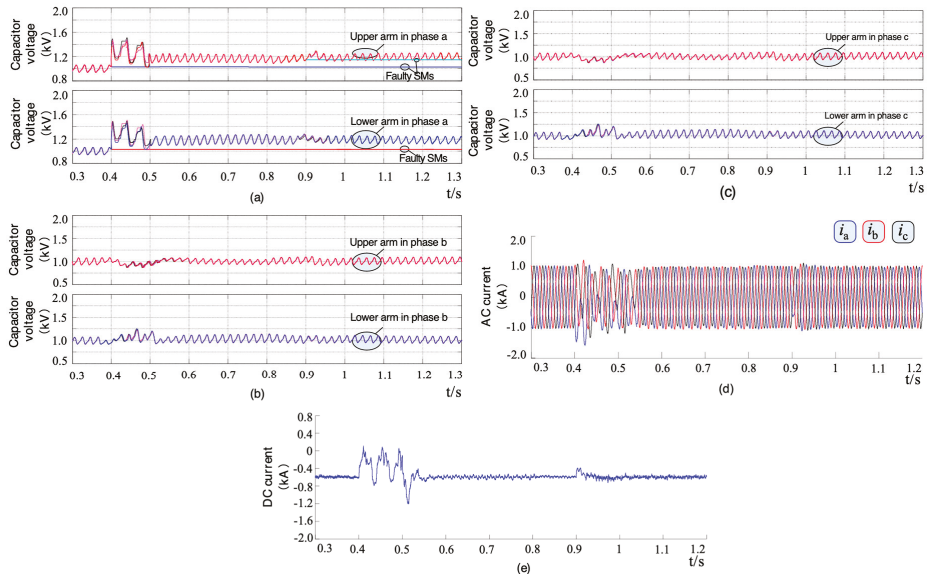 2.0
1.6
1.2
0.8
Capacitor
voltage
(kV)
Upper arm in phase a
Faulty SMs
2.0
1.6
1.2
0.8
Capacitor
voltage
(kV)
Lower arm in phase a
Faulty SMs
0.3 0.4 0.5 0.6 0.7 0.8 0.9 1 1.1 1.2 1.3
t/s
(a)
2.0
1.5
1.0
0.5
Capacitor
voltage
(kV)
Upper arm in phase b
2.0
1.5
1.0
0.5
Capacitor
voltage
(kV)
Lower arm in phase b
0.3 0.4 0.5 0.6 0.7 0.8 0.9 1 1.1 1.2 1.3
t/s
(b)
2.0
1.5
1.0
0.5
Capacitor
voltage
(kV)
Upper arm in phase c
2.0
1.5
1.0
0.5
Capacitor
voltage
(kV)
Lower arm in phase c
0.3 0.4 0.5 0.6 0.7 0.8 0.9 1 1.1 1.2 1.3
t/s
(c)
ia ib ic
2.0
1.0
0
-1.0
-2.0
AC current
(kA)
0.3 0.4 0.5 0.6 0.7 0.8 0.9 1 1.1 1.2
t/s
(d)
0.8
0.4
0
-0.4
-0.8
-1.2
-1.6
-2.0
DC current
(kA)
0.3 0.4 0.5 0.6 0.7 0.8 0.9 1 1.1 1.2
t/s
(e)